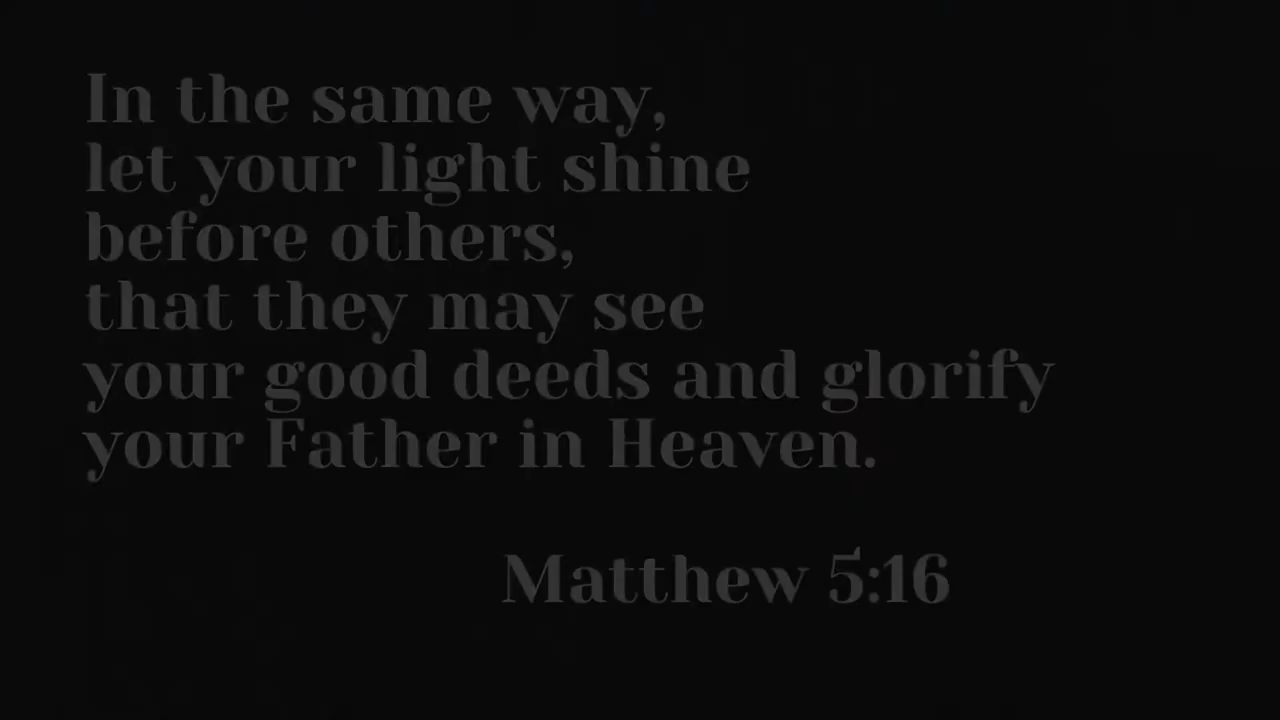 In the same way,
let your light shine
before others,
that they may see
your good deeds and glorify
your Father in Heaven.
Matthew 5:16